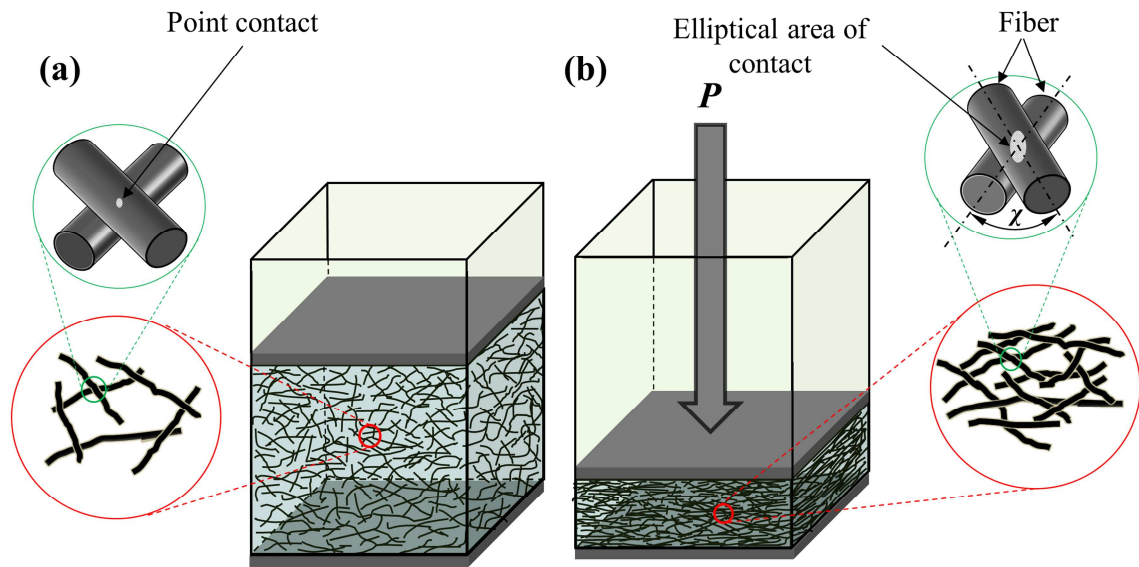 Point contact
(a)
Elliptical area of
contact
(b)
Fiber
P
χ